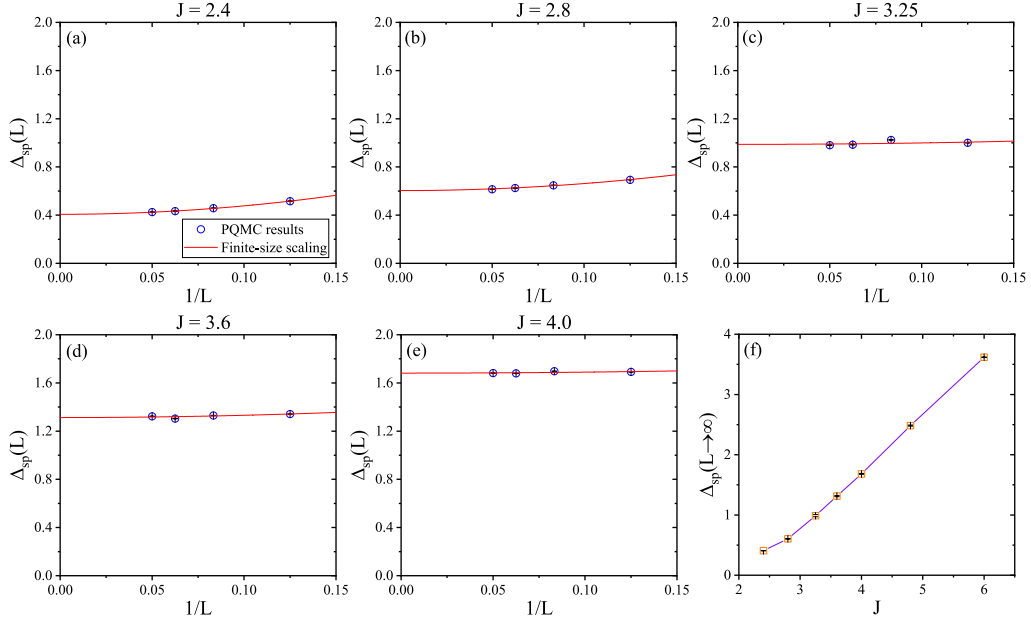 J = 2.4
(a)
2.0
1.6
1.2
0.8
0.4
0.0
Δsp(L)
0.00 0.05 0.10 0.15
1/L
PQMC results
Finite-size scaling
J = 2.8
(b)
2.0
1.6
1.2
0.8
0.4
0.0
Δsp(L)
0.00 0.05 0.10 0.15
1/L
J = 3.25
(c)
2.0
1.6
1.2
0.8
0.4
0.0
Δsp(L)
0.00 0.05 0.10 0.15
1/L
J = 3.6
(d)
2.0
1.6
1.2
0.8
0.4
0.0
Δsp(L)
0.00 0.05 0.10 0.15
1/L
J = 4.0
(e)
2.0
1.6
1.2
0.8
0.4
0.0
Δsp(L)
0.00 0.05 0.10 0.15
1/L
(f)
4
3
2
1
0
Δsp(L→∞)
2 3 4 5 6
J